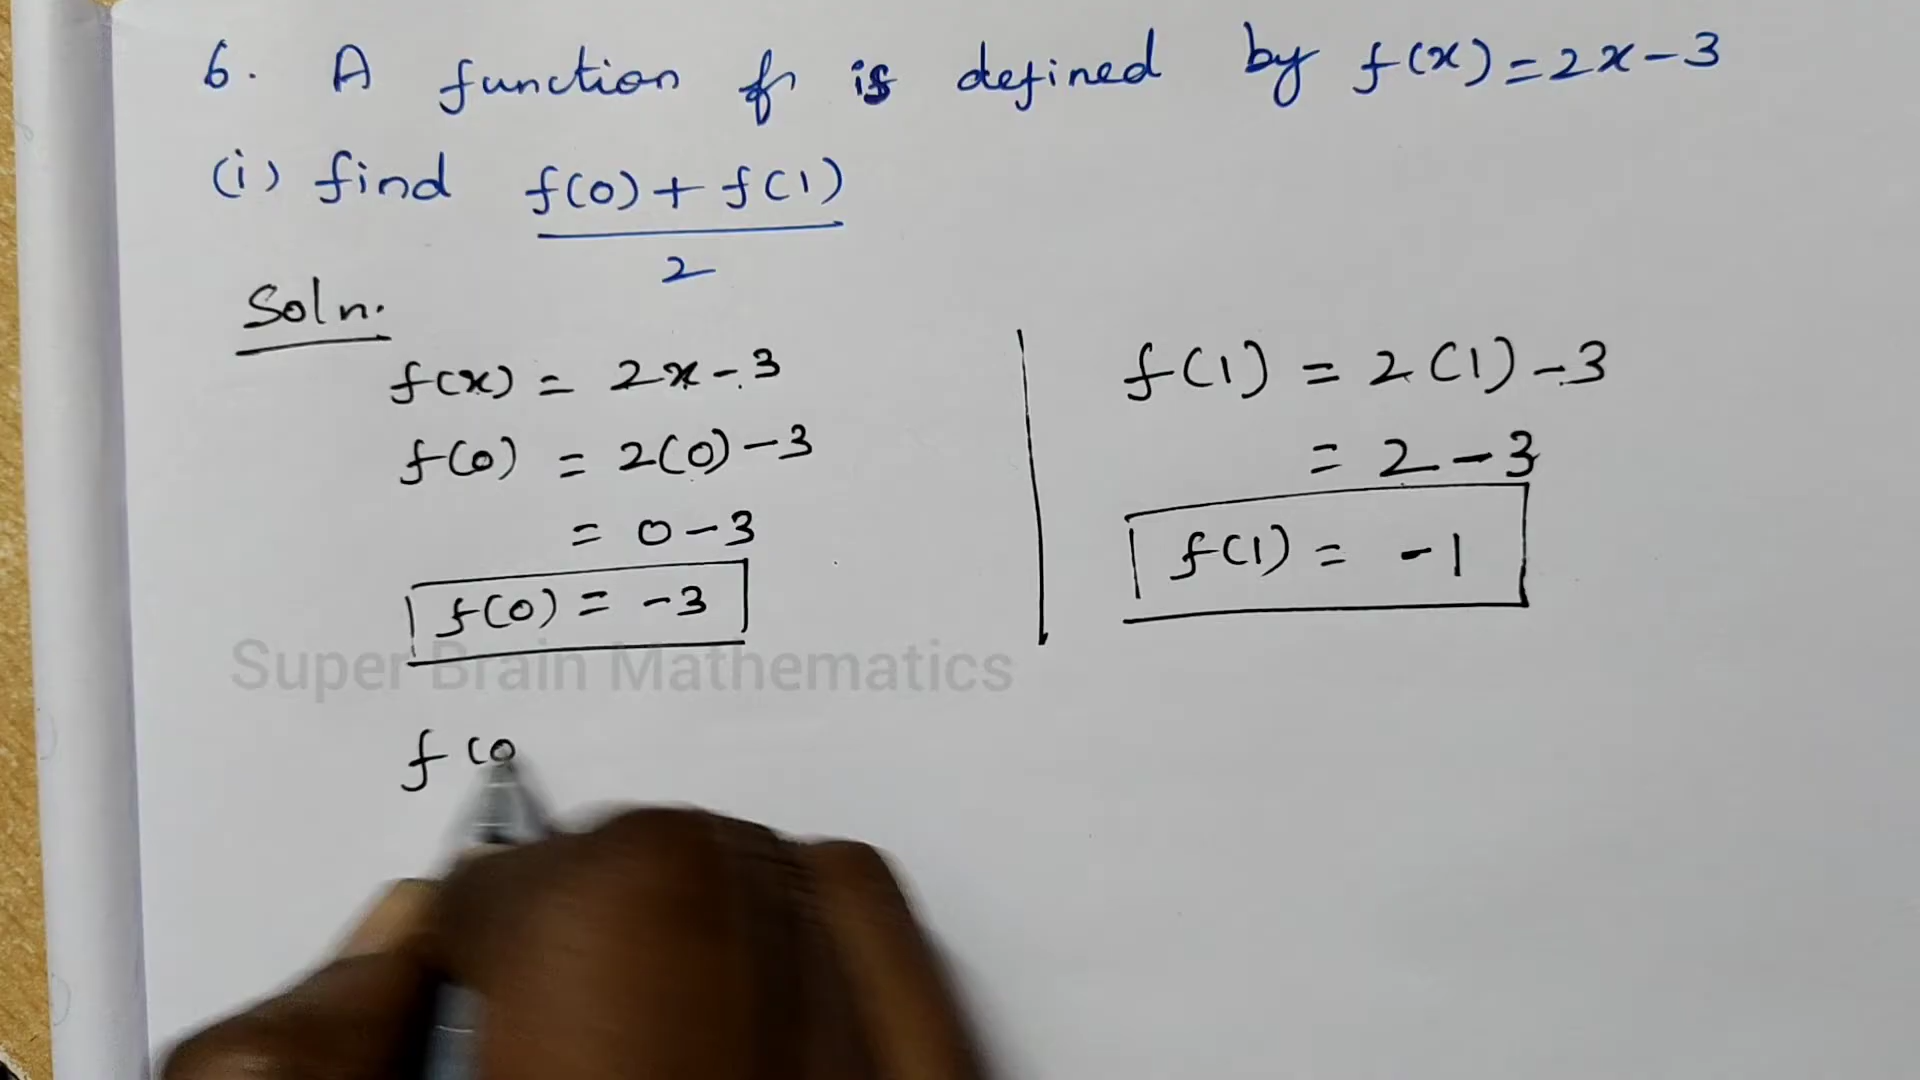 6. A function f is defined by f(x)=2x-3
(i) find f(0)+f(1)
2
Soln.
f(x) = 2x-3
f(0) = 2(0)-3
= 0-3
f(0) = -3
f(1) = 2(1)-3
= 2-3
f(1) = -1
Super Brain Mathematics
f(0